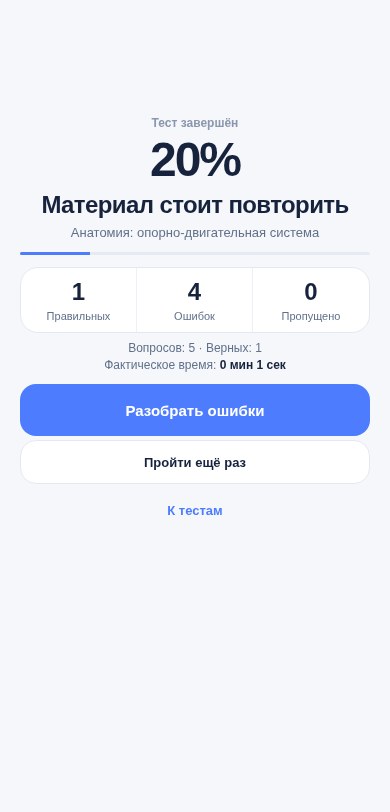 Тест завершён
20%
Материал стоит повторить
Анатомия: опорно-двигательная система
1 4 0
Правильных Ошибок Пропущено
Вопросов: 5 · Верных: 1
Фактическое время: 0 мин 1 сек
Разобрать ошибки
Пройти ещё раз
К тестам